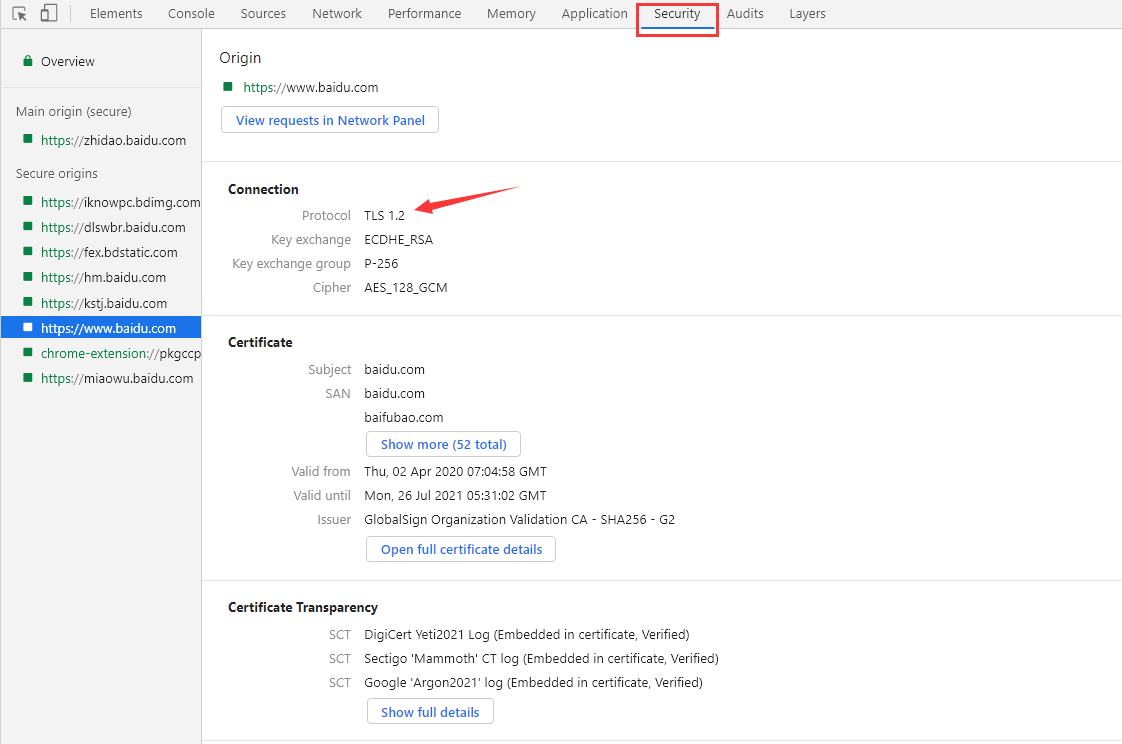 Elements Console Sources Network Performance Memory Application Security Audits Layers
Overview
Main origin (secure)
https://zhidao.baidu.com
Secure origins
https://iknowpc.bdimg.com
https://dlswbr.baidu.com
https://fex.bdstatic.com
https://hm.baidu.com
https://kstj.baidu.com
https://www.baidu.com
chrome-extension://pkgccp
https://miaowu.baidu.com
Origin
https://www.baidu.com
View requests in Network Panel
Connection
Protocol TLS 1.2
Key exchange ECDHE_RSA
Key exchange group P-256
Cipher AES_128_GCM
Certificate
Subject baidu.com
SAN baidu.com
baifubao.com
Show more (52 total)
Valid from Thu, 02 Apr 2020 07:04:58 GMT
Valid until Mon, 26 Jul 2021 05:31:02 GMT
Issuer GlobalSign Organization Validation CA - SHA256 - G2
Open full certificate details
Certificate Transparency
SCT DigiCert Yeti2021 Log (Embedded in certificate, Verified)
SCT Sectigo 'Mammoth' CT log (Embedded in certificate, Verified)
SCT Google 'Argon2021' log (Embedded in certificate, Verified)
Show full details